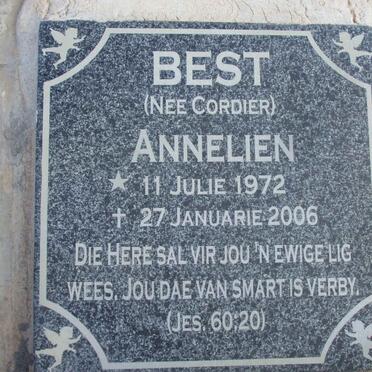 BEST
(NEE CORDIER)
ANNELIEN
★ 11 JULIE 1972
✝ 27 JANUARIE 2006
DIE HERE SAL VIR JOU 'N EWIGE LIG
WEES. JOU DAE VAN SMART IS VERBY.
(JES. 60:20)